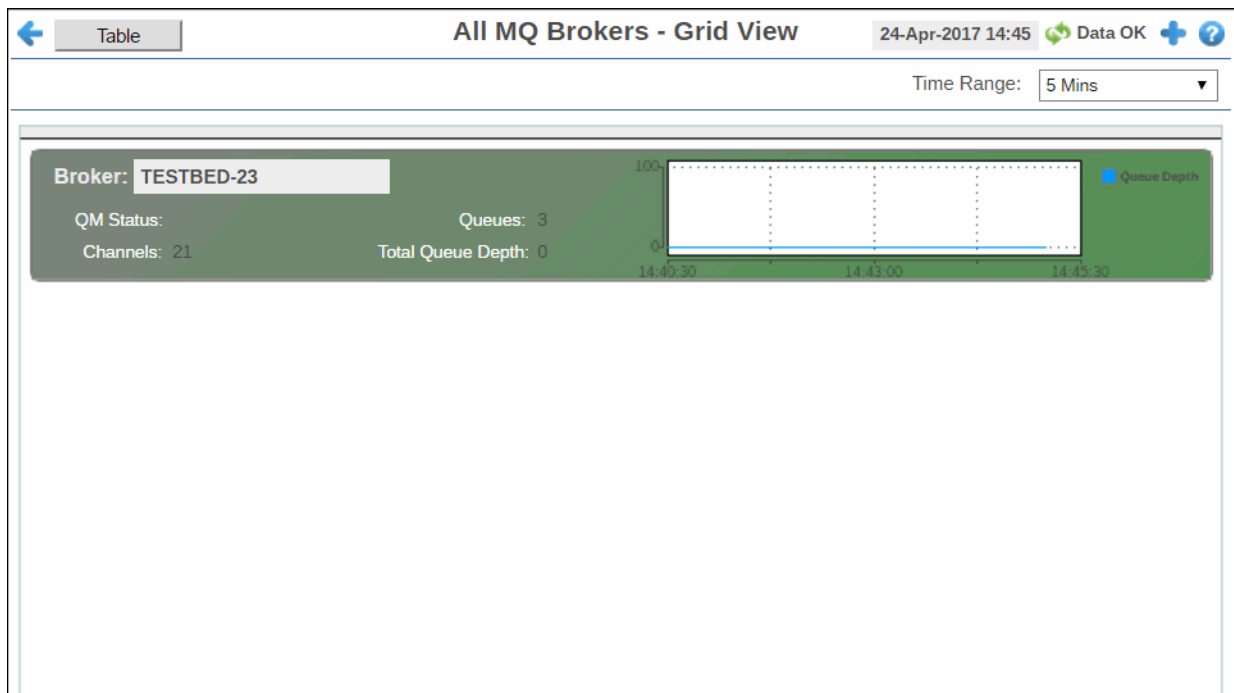 Table
All MQ Brokers - Grid View
24-Apr-2017 14:45
Data OK
Time Range: 5 Mins
Broker: TESTBED-23
QM Status:
Queues: 3
Channels: 21
Total Queue Depth: 0
100
0
14:40:30 14:43:00 14:45:30
Queue Depth